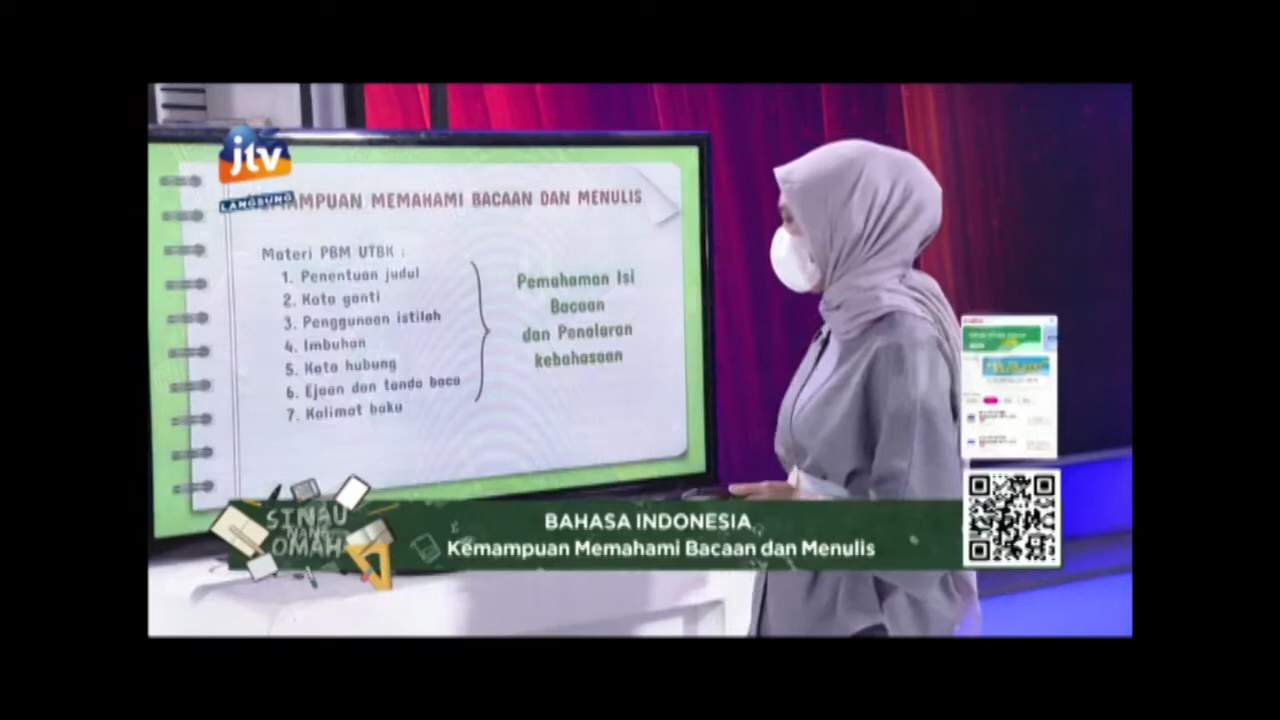 jtv
LANGSUNG
MAMPUAN MEMAHAMI BACAAN DAN MENULIS
Materi PBM UTBK :
1. Penentuan judul
2. Kata ganti
3. Penggunaan istilah
4. Imbuhan
5. Kata hubung
6. Ejaan dan tanda baca
7. Kalimat baku
Pemahaman Isi
Bacaan
dan Penalaran
kebahasaan
SINAU
OMAH
BAHASA INDONESIA
Kemampuan Memahami Bacaan dan Menulis